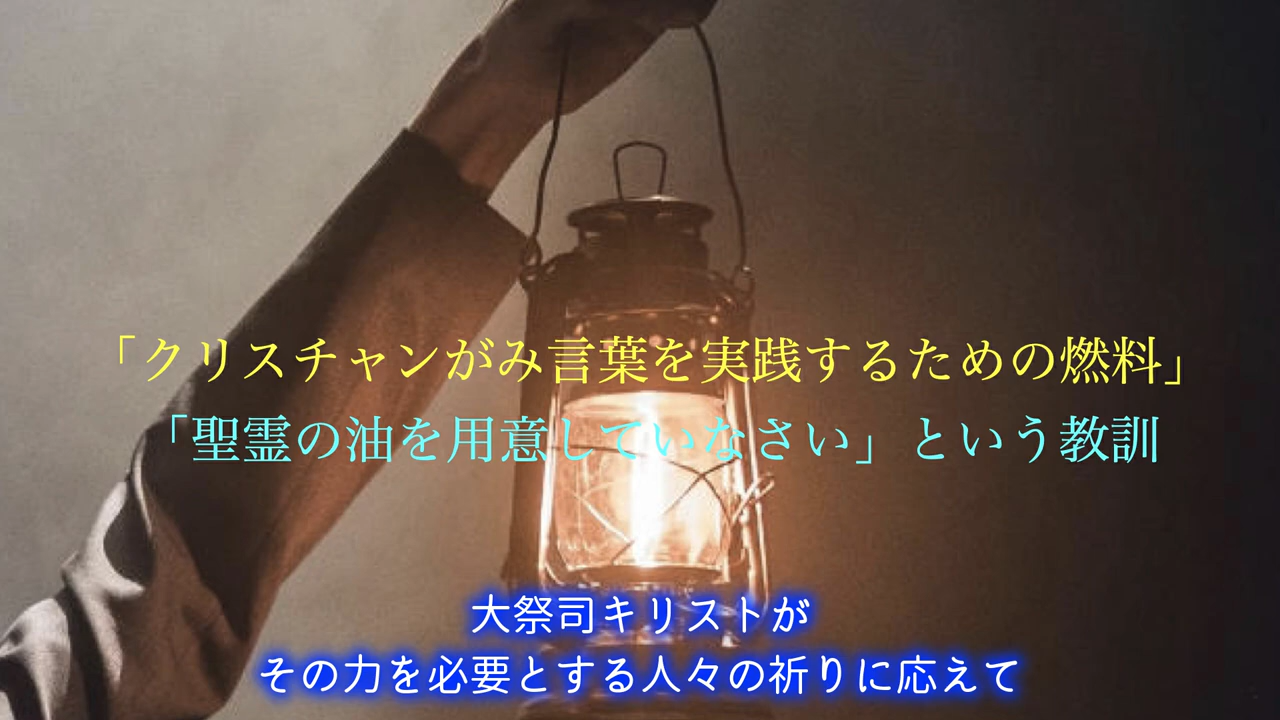 「クリスチャンがみ言葉を実践するための燃料」
「聖霊の油を用意していなさい」という教訓
大祭司キリストが
その力を必要とする人々の祈りに応えて